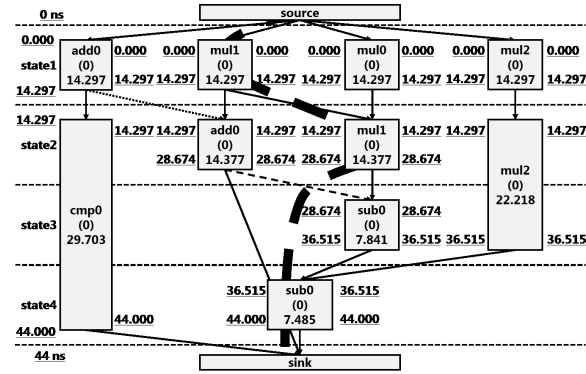 source
0 ns
0.000 0.000 0.000 0.000 0.000 0.000 0.000 0.000
add0 mul1 mul0 mul2
(0) (0) (0) (0)
state1
14.297 14.297 14.297 14.297 14.297 14.297 14.297 14.297 14.297 14.297 14.297
14.297
14.297
14.297 14.297 14.297 14.297 14.297 14.297
add0 mul1
state2
(0) (0)
28.674 14.377 28.674 28.674 14.377 28.674
mul2
(0)
22.218
cmp0
(0)
29.703
state3
28.674 sub0 28.674
(0)
36.515 7.841 36.515 36.515 36.515
36.515 sub0 36.515
(0)
state4
44.000 44.000 7.485 44.000
44.000
44 ns
sink